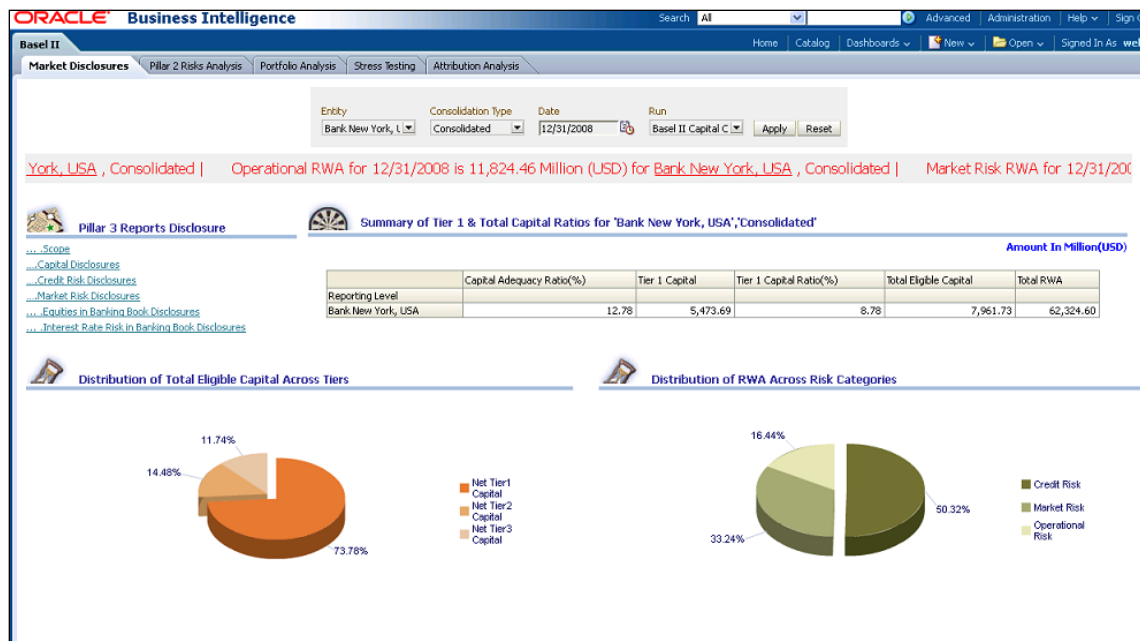 ORACLE Business Intelligence
Search All Advanced Administration Help Sign
Basel II
Home Catalog Dashboards New Open Signed In As
Market Disclosures Pillar 2 Risks Analysis Portfolio Analysis Stress Testing Attribution Analysis
Entity Consolidation Type Date Run
Bank New York, Consolidated 12/31/2008 Basel II Capital C Apply Reset
York, USA , Consolidated | Operational RWA for 12/31/2008 is 11,824.46 Million (USD) for Bank New York, USA , Consolidated | Market Risk RWA for 12/31/200
Pillar 3 Reports Disclosure
Summary of Tier 1 & Total Capital Ratios for 'Bank New York, USA','Consolidated'
... .Scope
....Capital Disclosures
....Credit Risk Disclosures
....Market Risk Disclosures
... .Equities in Banking Book Disclosures
... .Interest Rate Risk in Banking Book Disclosures
Amount In Million(USD)
Capital Adequacy Ratio(%) Tier 1 Capital Tier 1 Capital Ratio(%) Total Eligible Capital Total RWA
Reporting Level
Bank New York, USA 12.78 5,473.69 8.78 7,961.73 62,324.60
Distribution of Total Eligible Capital Across Tiers
11.74%
14.48%
73.78%
Net Tier1
Capital
Net Tier2
Capital
Net Tier3
Capital
Distribution of RWA Across Risk Categories
16.44%
50.32%
33.24%
Credit Risk
Market Risk
Operational
Risk